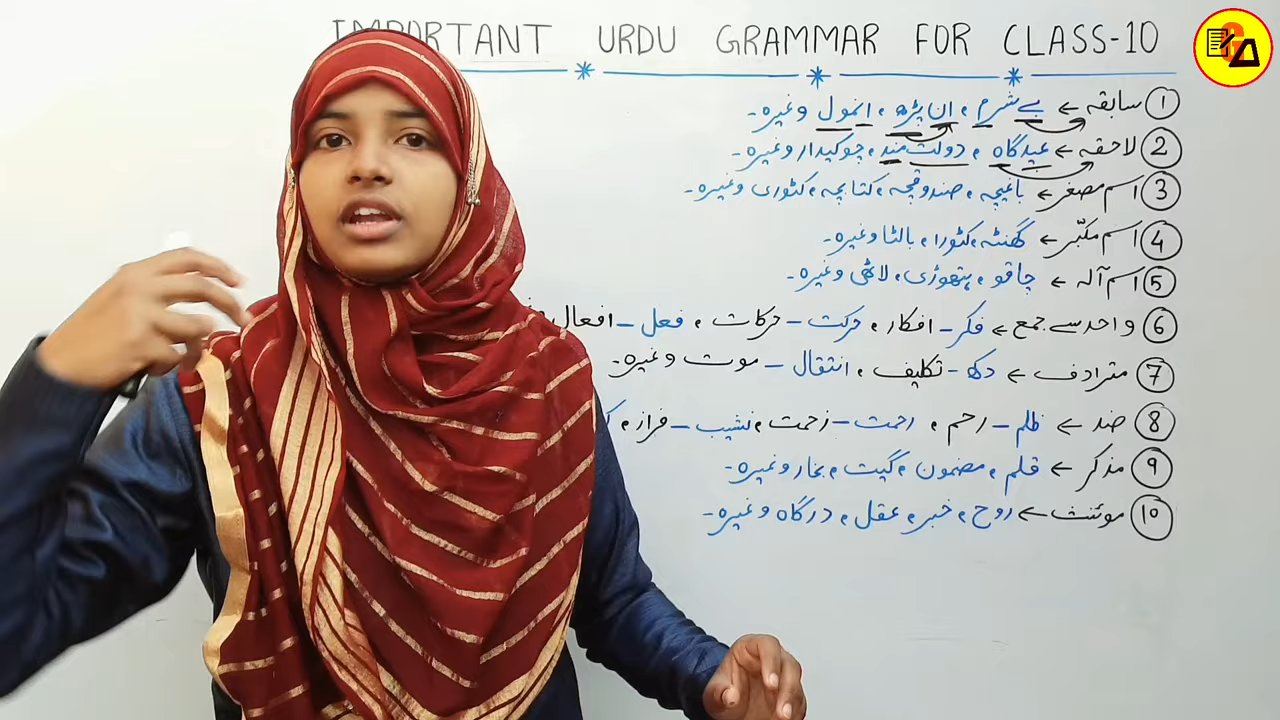 IMPORTANT URDU GRAMMAR FOR CLASS-10
① سابقہ ← بے شرم، ان پڑھ، انمول وغیرہ۔
② لاحقہ ← عیدگاہ، دولت مند، چوکیدار وغیرہ۔
③ اسم مصغر ← باغیچہ، صندوقچہ، کتابچہ، کٹوری وغیرہ۔
④ اسم مکبّر ← گھنٹہ، کٹورا، بالٹا وغیرہ۔
⑤ اسم آلہ ← چاقو، ہتھوڑی، لاٹھی وغیرہ۔
⑥ واحد سے جمع ← فکر - افکار، حرکت - حرکات، فعل - افعال
⑦ مترادف ← دکھ - تکلیف، انتقال - موت وغیرہ۔
⑧ ضد ← ظلم - رحم، رحمت - زحمت، نشیب - فراز،
⑨ مذکر ← قلم، مضمون، گیت، بخار وغیرہ۔
⑩ موئنث ← روح، خبر، عقل، درگاہ وغیرہ۔